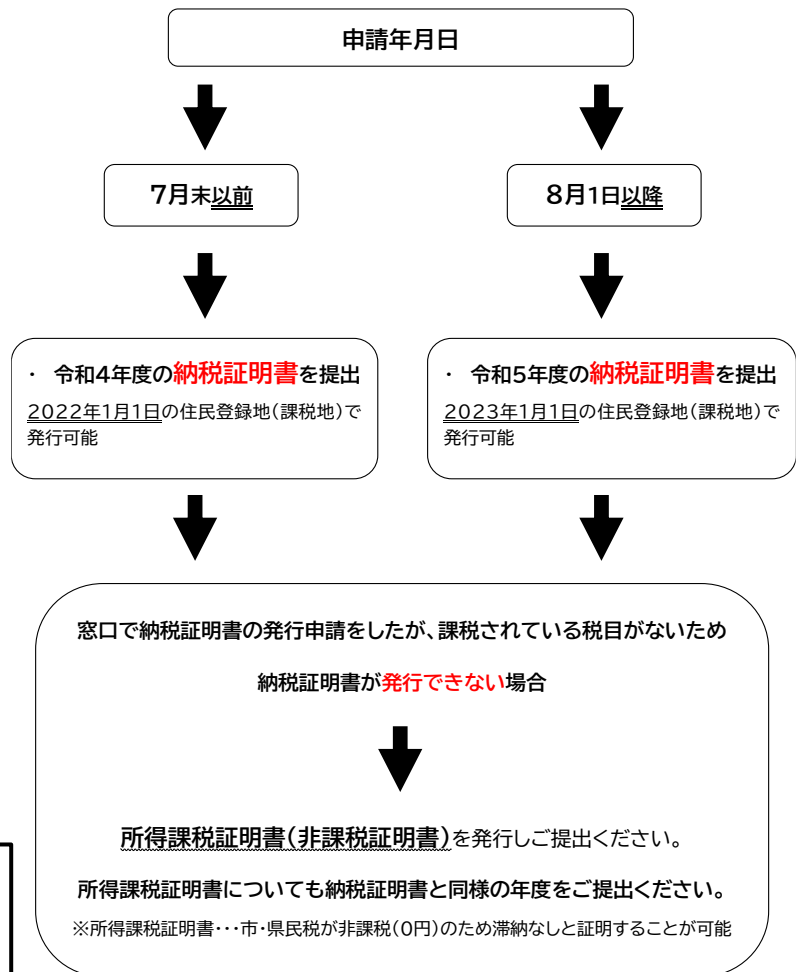 申請年月日
7月末以前
8月1日以降
・ 令和4年度の納税証明書を提出
2022年1月1日の住民登録地(課税地)で
発行可能
・ 令和5年度の納税証明書を提出
2023年1月1日の住民登録地(課税地)で
発行可能
窓口で納税証明書の発行申請をしたが、課税されている税目がないため
納税証明書が発行できない場合
所得課税証明書(非課税証明書)を発行しご提出ください。
所得課税証明書についても納税証明書と同様の年度をご提出ください。
※所得課税証明書・・・市・県民税が非課税(0円)のため滞納なしと証明することが可能